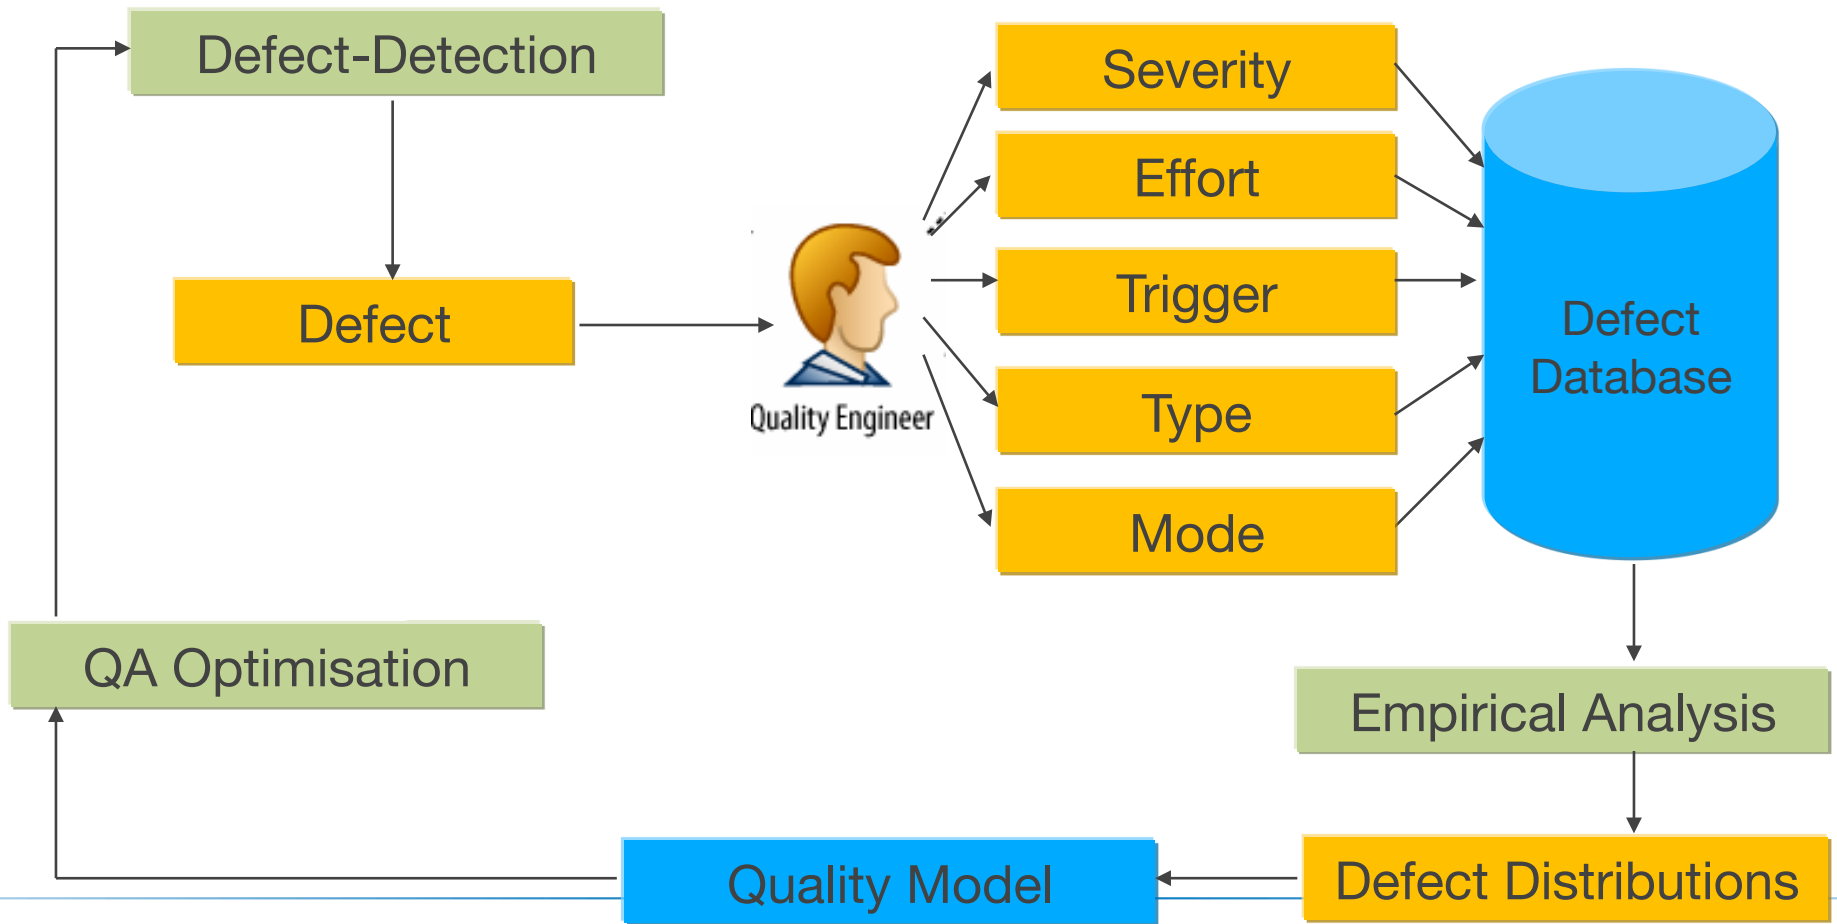 Defect-Detection
Defect
Quality Engineer
Severity
Effort
Trigger
Type
Mode
Defect
Database
QA Optimisation
Empirical Analysis
Quality Model
Defect Distributions